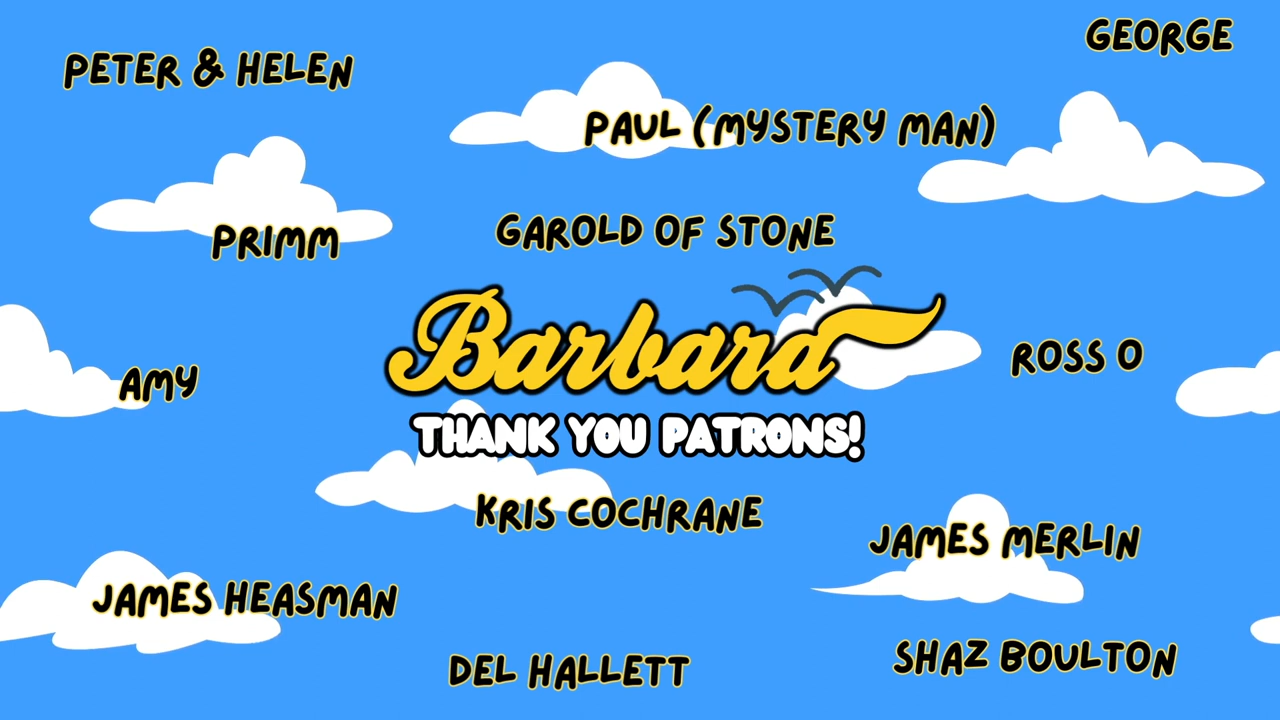 GEORGE
PETER & HELEN
PAUL (MYSTERY MAN)
PRIMM
GAROLD OF STONE
Barbara
ROSS O
AMY
THANK YOU PATRONS!
KRIS COCHRANE
JAMES MERLIN
JAMES HEASMAN
SHAZ BOULTON
DEL HALLETT